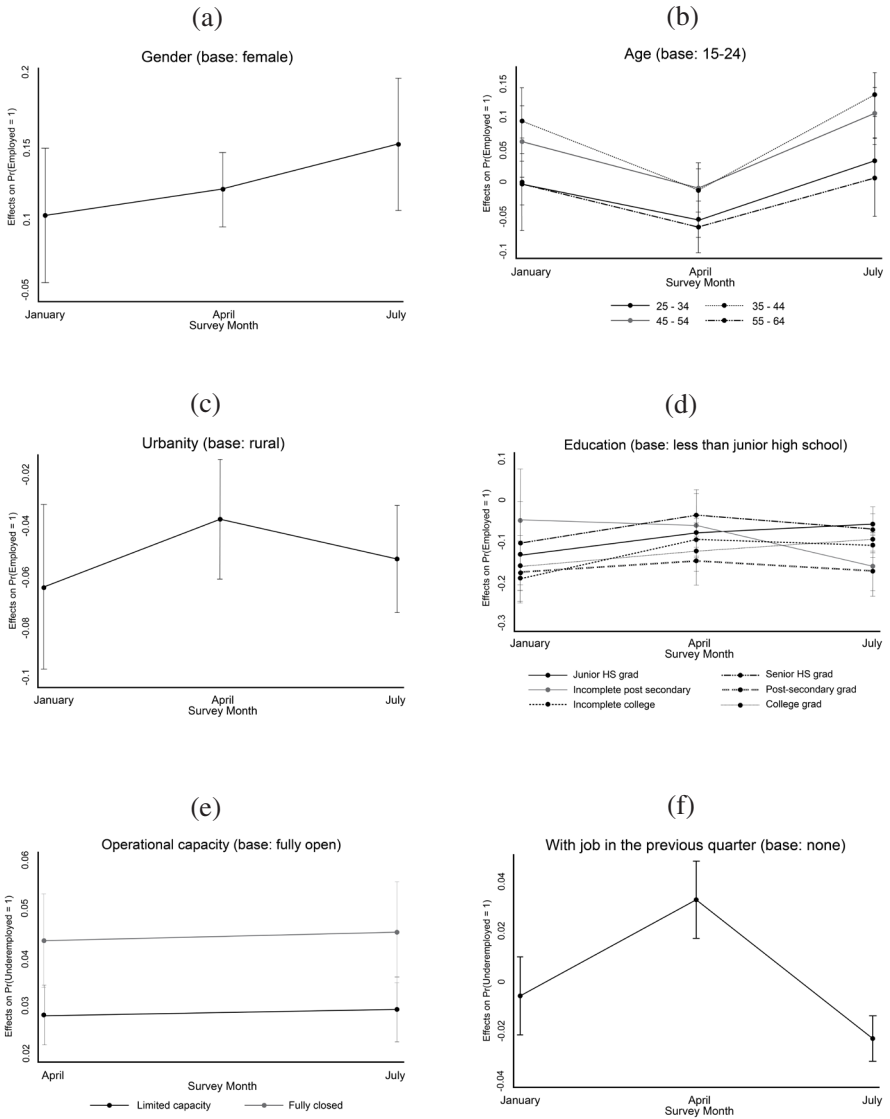 (a)
Gender (base: female)
Effects on Pr(Employed = 1)
0.2
0.15
0.1
-0.05
January
April
July
Survey Month
(b)
Age (base: 15-24)
Effects on Pr(Employed = 1)
0.15
0.1
0.05
0
-0.05
-0.1
January
April
July
Survey Month
25 - 34
35 - 44
45 - 54
55 - 64
(c)
Urbanity (base: rural)
Effects on Pr(Employed = 1)
-0.02
-0.04
-0.06
-0.08
-0.1
January
April
July
Survey Month
(d)
Education (base: less than junior high school)
Effects on Pr(Employed = 1)
0.1
0
-0.1
-0.2
-0.3
January
April
July
Survey Month
Junior HS grad
Senior HS grad
Incomplete post secondary
Post-secondary grad
Incomplete college
College grad
(e)
Operational capacity (base: fully open)
Effects on Pr(Underemployed = 1)
0.06
0.05
0.04
0.03
0.02
April
July
Survey Month
Limited capacity
Fully closed
(f)
With job in the previous quarter (base: none)
Effects on Pr(Underemployed = 1)
0.04
0.02
0
-0.02
-0.04
January
April
July
Survey Month